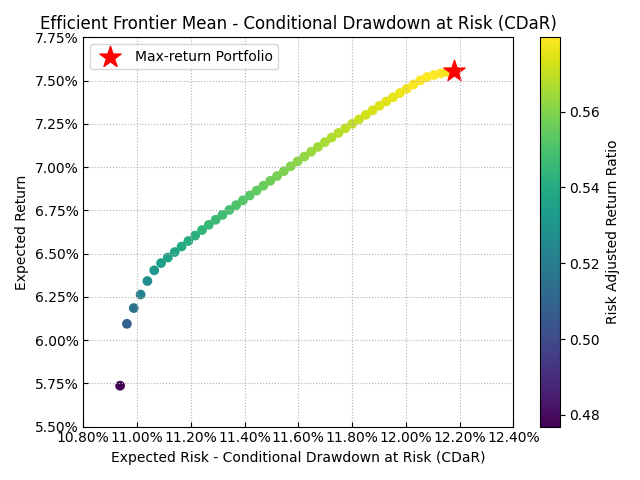 Efficient Frontier Mean - Conditional Drawdown at Risk (CDaR)
Max-return Portfolio
7.75%
7.50%
7.25%
7.00%
6.75%
6.50%
6.25%
6.00%
5.75%
5.50%
Expected Return
10.80% 11.00% 11.20% 11.40% 11.60% 11.80% 12.00% 12.20% 12.40%
Expected Risk - Conditional Drawdown at Risk (CDaR)
0.56
0.54
0.52
0.50
0.48
Risk Adjusted Return Ratio